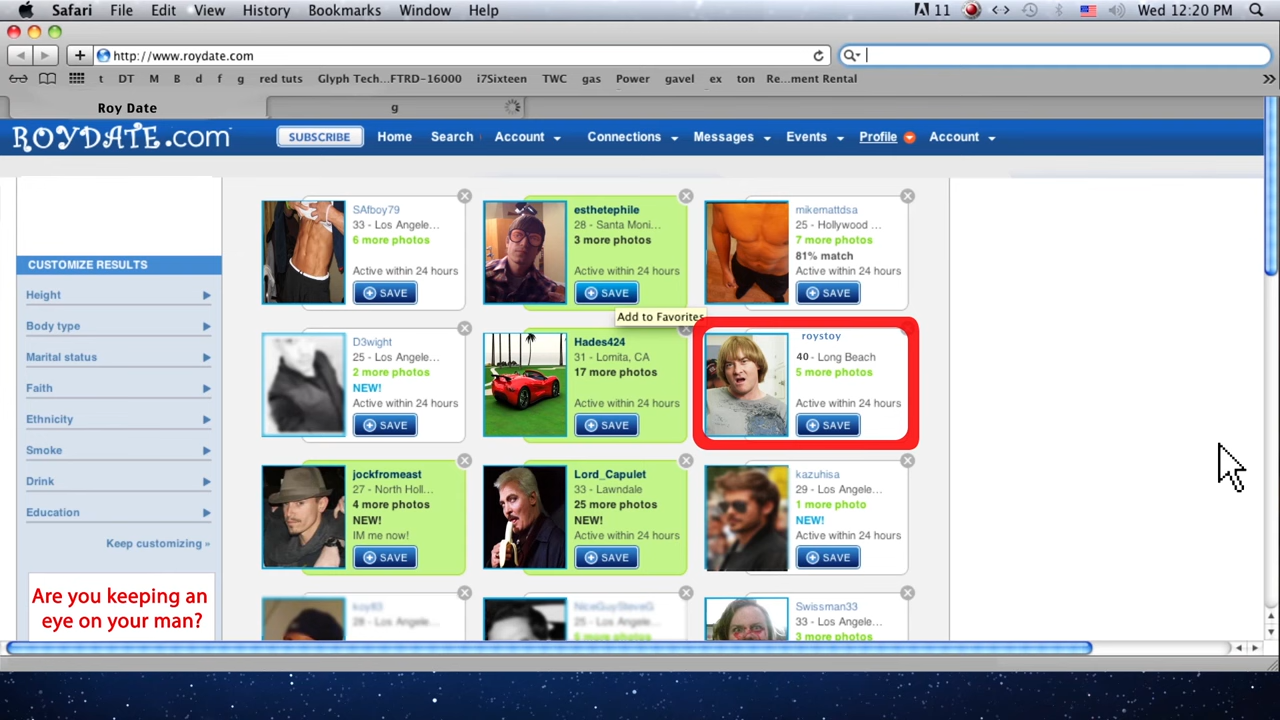 Safari File Edit View History Bookmarks Window Help 11 Wed 12:20 PM
http://www.roydate.com
t DT M B d f g red tuts Glyph Tech...FTRD-16000 i7Sixteen TWC gas Power gavel ex ton Re...ment Rental
Roy Date g
ROYDATE.com SUBSCRIBE Home Search Account Connections Messages Events Profile Account
SAfboy79
33 - Los Angele...
6 more photos
Active within 24 hours
SAVE
esthetephile
28 - Santa Moni...
3 more photos
Active within 24 hours
SAVE
Add to Favorites
mikemattdsa
25 - Hollywood ...
7 more photos
81% match
Active within 24 hours
SAVE
CUSTOMIZE RESULTS
Height
Body type
Marital status
Faith
Ethnicity
Smoke
Drink
Education
Keep customizing »
Are you keeping an
eye on your man?
D3wight
25 - Los Angele...
2 more photos
NEW!
Active within 24 hours
SAVE
Hades424
31 - Lomita, CA
17 more photos
Active within 24 hours
SAVE
roystoy
40 - Long Beach
5 more photos
Active within 24 hours
SAVE
jockfromeast
27 - North Holl...
4 more photos
NEW!
IM me now!
SAVE
Lord_Capulet
33 - Lawndale
25 more photos
NEW!
Active within 24 hours
SAVE
kazuhisa
29 - Los Angele...
1 more photo
NEW!
Active within 24 hours
SAVE
28 - Los Angele...
NiceGuySteveG
25 - Los Angele...
5 more photos
Swissman33
33 - Los Angele...
3 more photos